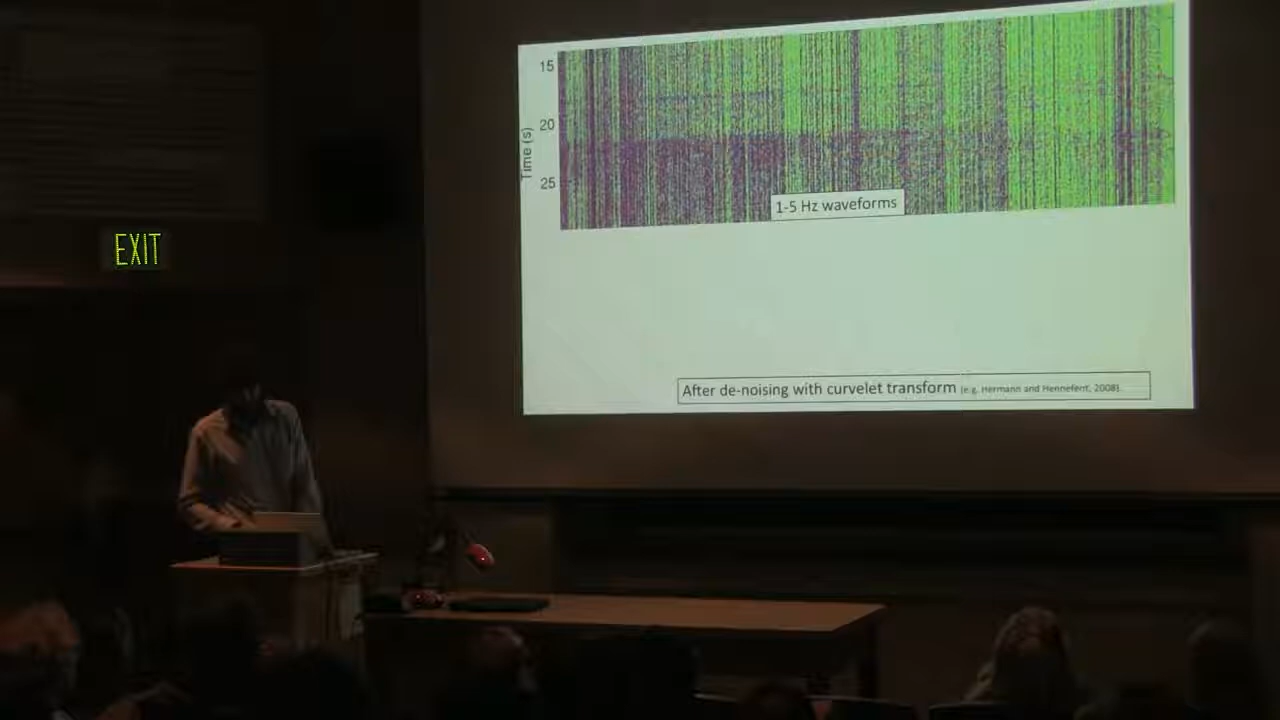 15
20
25
Time (s)
1-5 Hz waveforms
EXIT
After de-noising with curvelet transform (e.g. Hermann and Hennefent, 2008).